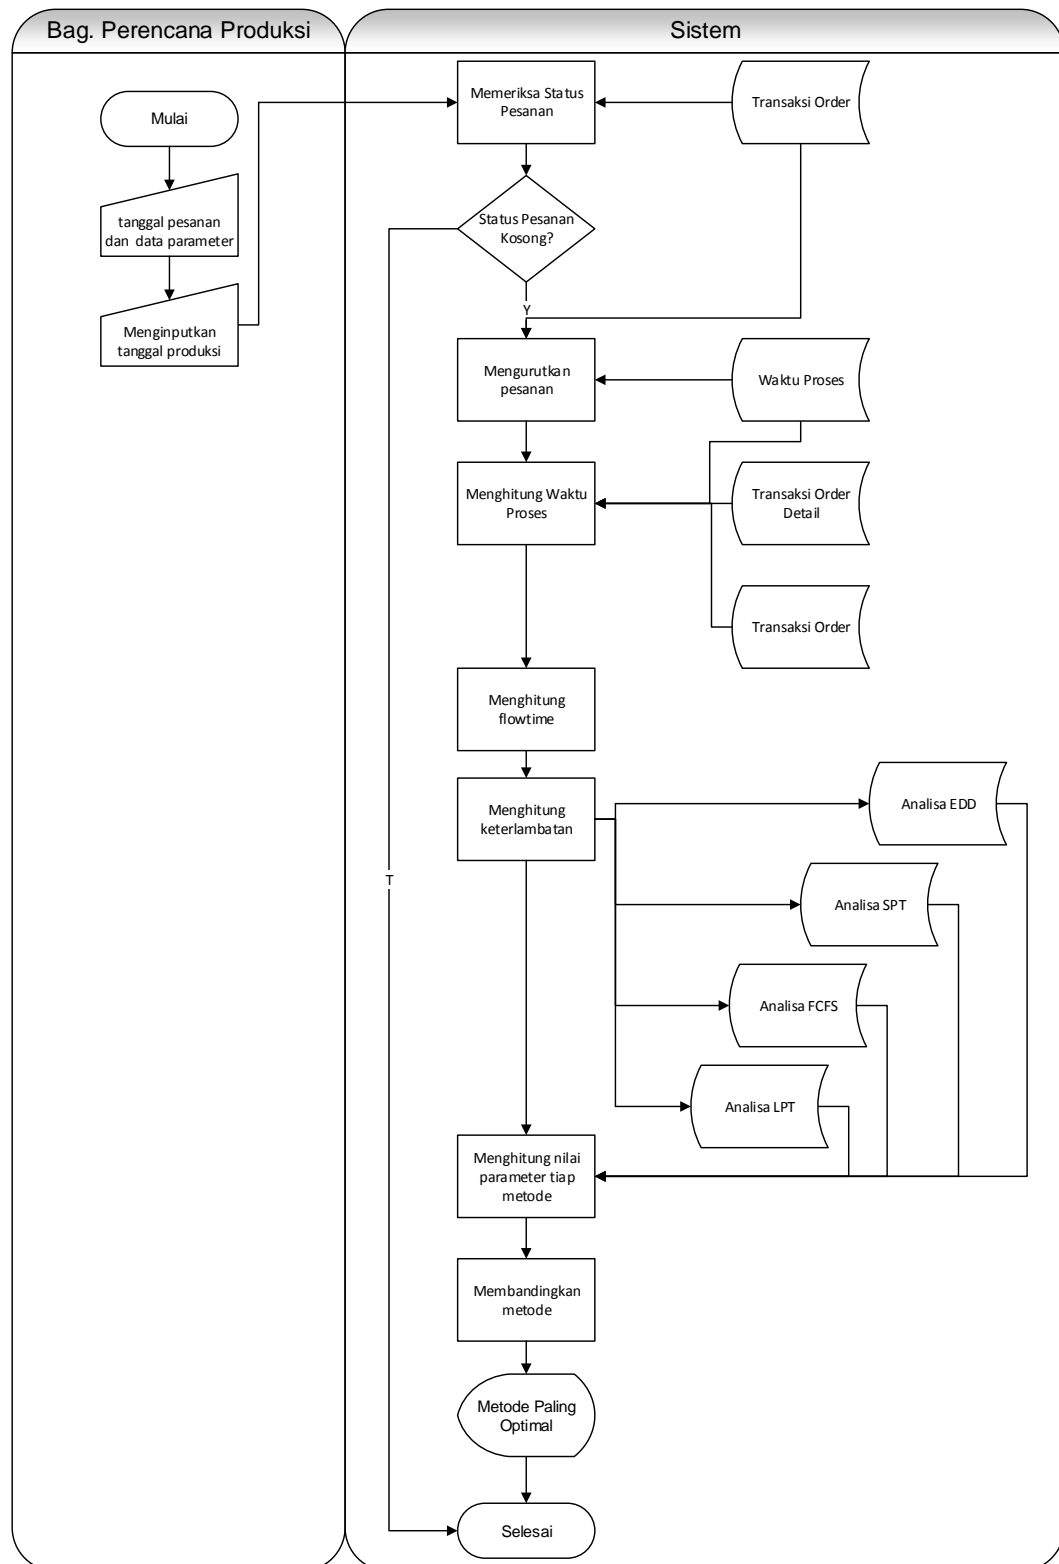 Bag. Perencana Produksi
Sistem
Mulai
tanggal pesanan
dan data parameter
Menginputkan
tanggal produksi
Memeriksa Status
Pesanan
Transaksi Order
Status Pesanan
Kosong?
Y
Mengurutkan
pesanan
Waktu Proses
Menghitung Waktu
Proses
Transaksi Order
Detail
Transaksi Order
Menghitung
flowtime
Menghitung
keterlambatan
Analisa EDD
T
Analisa SPT
Analisa FCFS
Analisa LPT
Menghitung nilai
parameter tiap
metode
Membandingkan
metode
Metode Paling
Optimal
Selesai